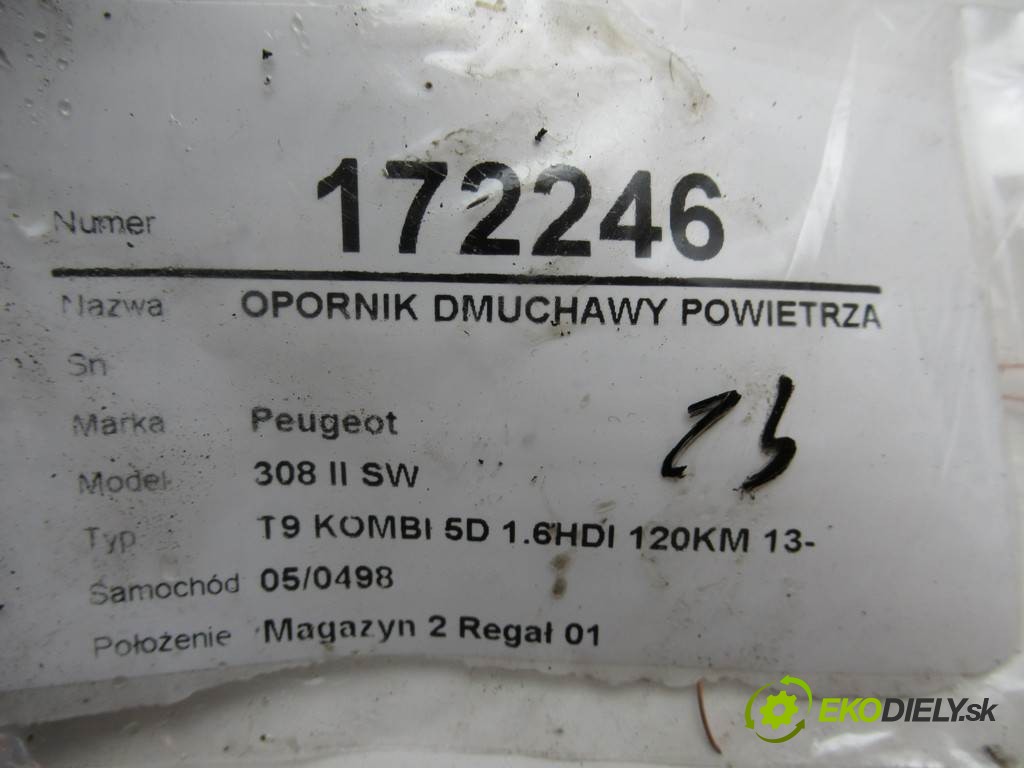 Numer 172246
Nazwa OPORNIK DMUCHAWY POWIETRZA
Sn
Marka Peugeot
Model 308 II SW
23
Typ T9 KOMBI 5D 1.6HDI 120KM 13-
Samochód 05/0498
Położenie Magazyn 2 Regał 01
EKODIELY.sk